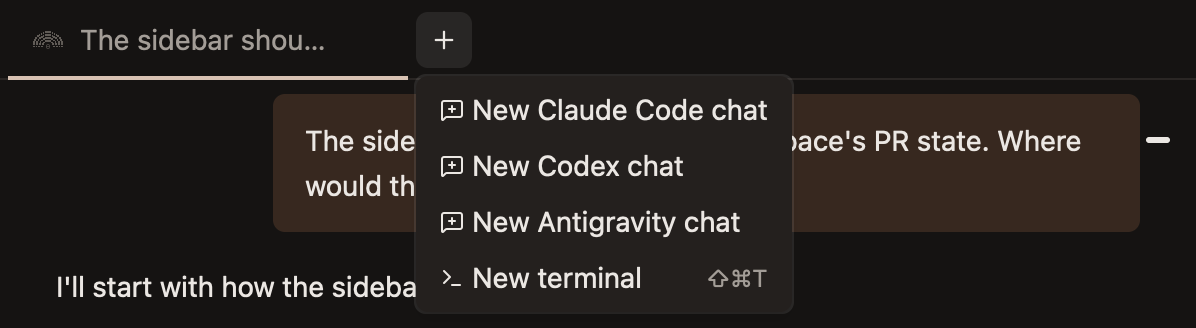 The sidebar shou...
New Claude Code chat
New Codex chat
New Antigravity chat
New terminal ⇧⌘T
The side pace's PR state. Where
would th
I'll start with how the sideba